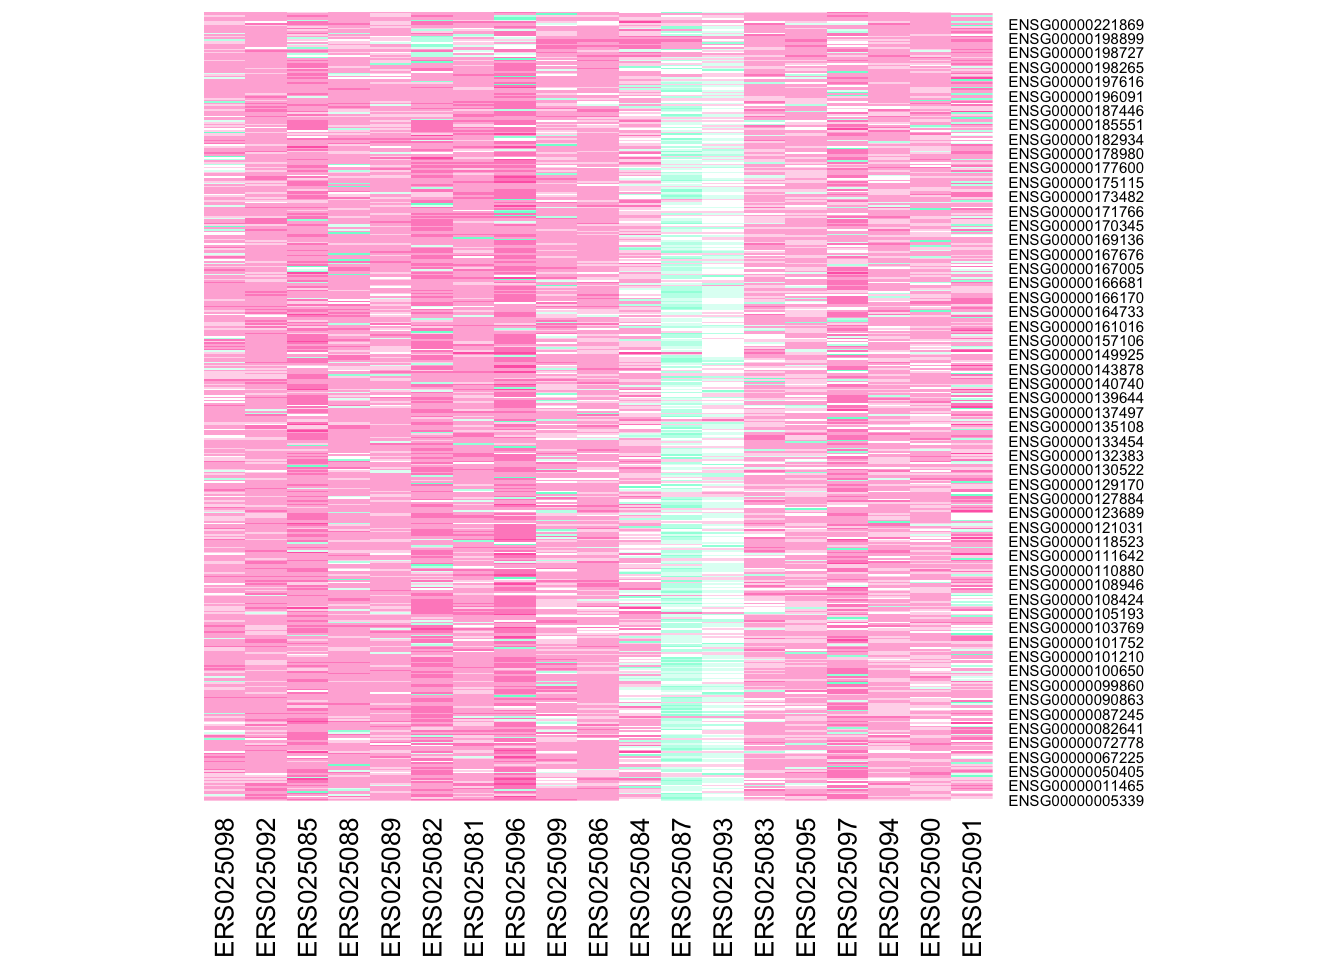 ENSG00000221869
ENSG00000198899
ENSG00000198727
ENSG00000198265
ENSG00000197616
ENSG00000196091
ENSG00000187446
ENSG00000185551
ENSG00000182934
ENSG00000178980
ENSG00000177600
ENSG00000175115
ENSG00000173482
ENSG00000171766
ENSG00000170345
ENSG00000169136
ENSG00000167676
ENSG00000167005
ENSG00000166681
ENSG00000166170
ENSG00000164733
ENSG00000161016
ENSG00000157106
ENSG00000149925
ENSG00000143878
ENSG00000140740
ENSG00000139644
ENSG00000137497
ENSG00000135108
ENSG00000133454
ENSG00000132383
ENSG00000130522
ENSG00000129170
ENSG00000127884
ENSG00000123689
ENSG00000121031
ENSG00000118523
ENSG00000111642
ENSG00000110880
ENSG00000108946
ENSG00000108424
ENSG00000105193
ENSG00000103769
ENSG00000101752
ENSG00000101210
ENSG00000100650
ENSG00000099860
ENSG00000090863
ENSG00000087245
ENSG00000082641
ENSG00000072778
ENSG00000067225
ENSG00000050405
ENSG00000011465
ENSG00000005339
ERS025098
ERS025092
ERS025085
ERS025088
ERS025089
ERS025082
ERS025081
ERS025096
ERS025099
ERS025086
ERS025084
ERS025087
ERS025093
ERS025083
ERS025095
ERS025097
ERS025094
ERS025090
ERS025091